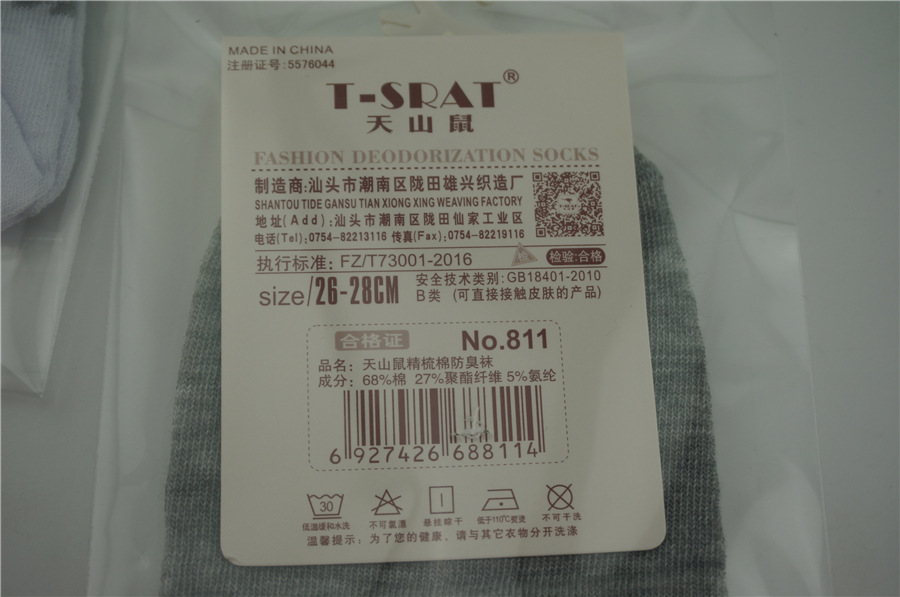 MADE IN CHINA
注册证号:5576044
T-SRAT®
天山鼠
FASHION DEODORIZATION SOCKS
制造商:汕头市潮南区陇田雄兴织造厂
SHANTOU TIDE GANSU TIAN XIONG XING WEAVING FACTORY
地址(Add):汕头市潮南区陇田仙家工业区
电话(Tel):0754-82213116 传真(Fax):0754-82219116
执行标准: FZ/T73001-2016
检验:合格
size/26-28CM
安全技术类别:GB18401-2010
B类 (可直接接触皮肤的产品)
合格证 No.811
品名: 天山鼠精梳棉防臭袜
成分: 68%棉 27%聚酯纤维 5%氨纶
6 927426 688114
30
低温缓和水洗 不可氯漂 悬挂晾干 低于110℃熨烫 不可干洗
温馨提示: 为了您的健康, 请与其它衣物分开洗涤